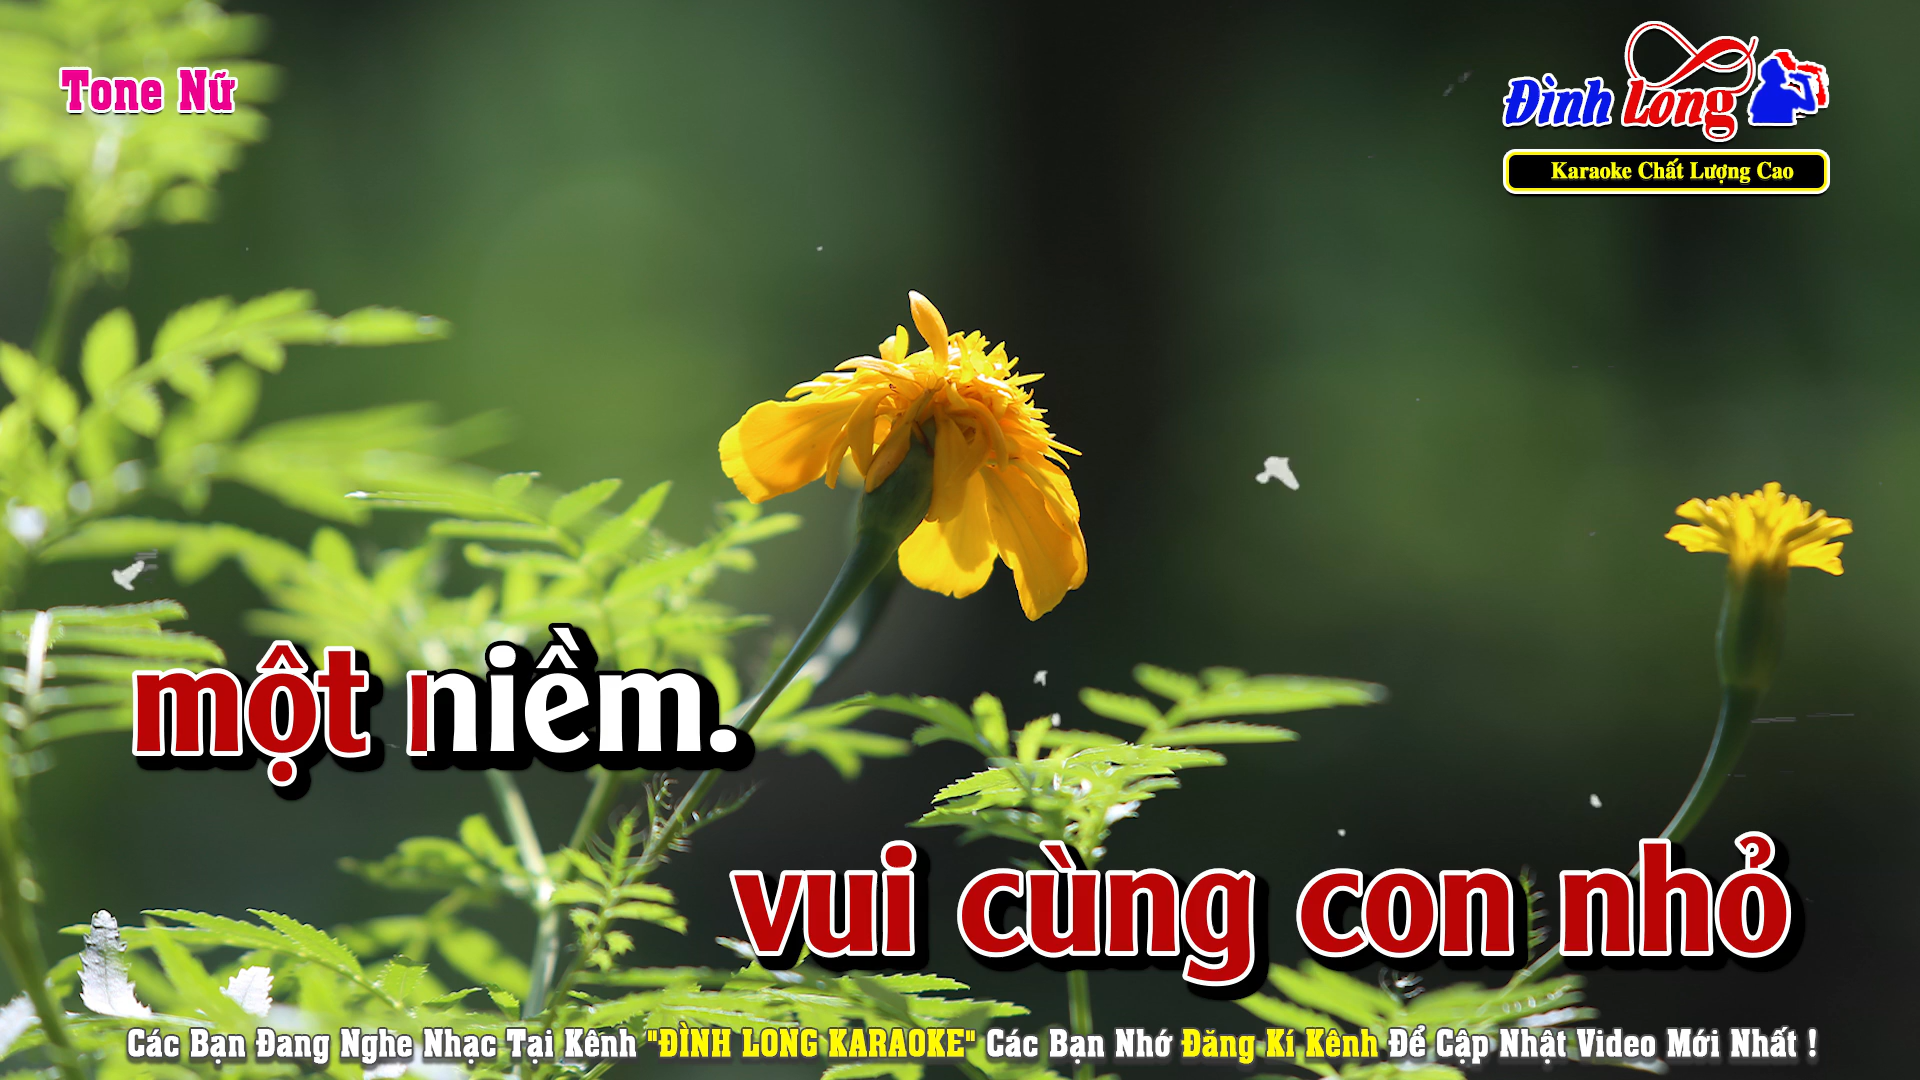 Tone Nữ
Đình Long
Karaoke Chất Lượng Cao
một niềm.
vui cùng con nhỏ
Các Bạn Đang Nghe Nhạc Tại Kênh "ĐÌNH LONG KARAOKE" Các Bạn Nhớ Đăng Kí Kênh Để Cập Nhật Video Mới Nhất !